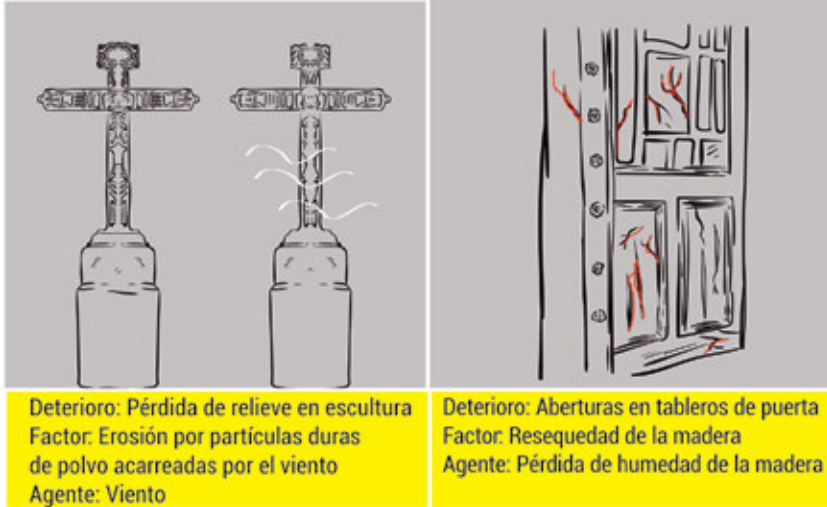 Deterioro: Pérdida de relieve en escultura
Factor: Erosión por partículas duras
de polvo acarreadas por el viento
Agente: Viento
Deterioro: Aberturas en tableros de puerta
Factor: Resequedad de la madera
Agente: Pérdida de humedad de la madera